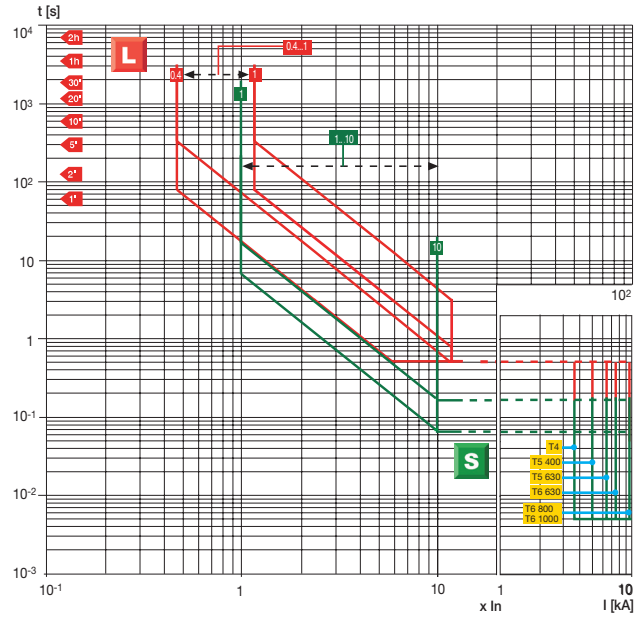 t [s]
10⁴
2h
L
0.4...1
1h
0.4
1
30'
20'
1
10³
10'
5'
1...10
2'
10²
1'
10
10
10²
1
10⁻¹
S
T4
T5 400
T5 630
10⁻²
T6 630
T6 800
T6 1000
10⁻³
10⁻¹
1
10
1
10
x In
I [kA]